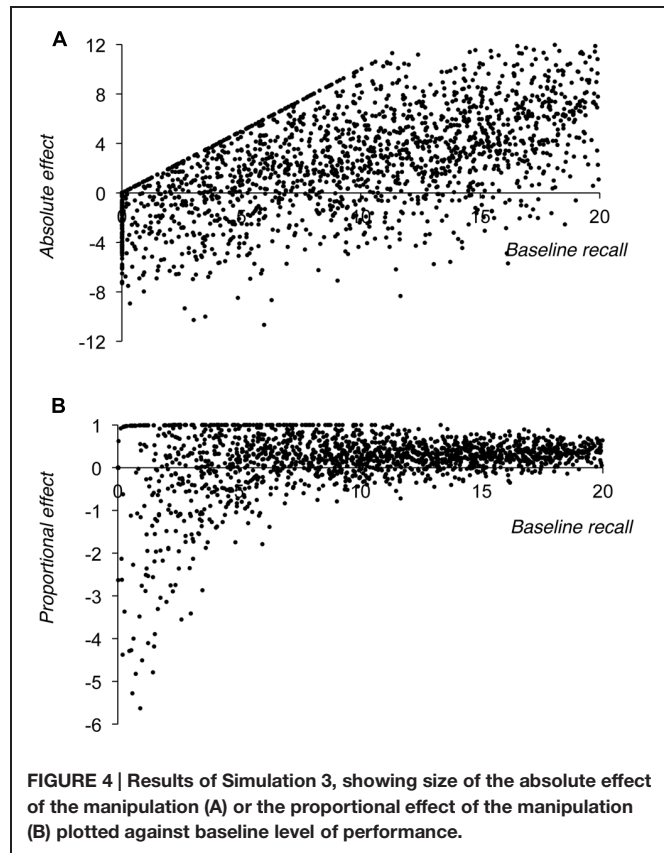 A
12
8
4
0
-4
-8
-12
Absolute effect
0 5 10 15 20
Baseline recall
B
1
0
-1
-2
-3
-4
-5
-6
Proportional effect
0 5 10 15 20
Baseline recall
FIGURE 4 | Results of Simulation 3, showing size of the absolute effect
of the manipulation (A) or the proportional effect of the manipulation
(B) plotted against baseline level of performance.